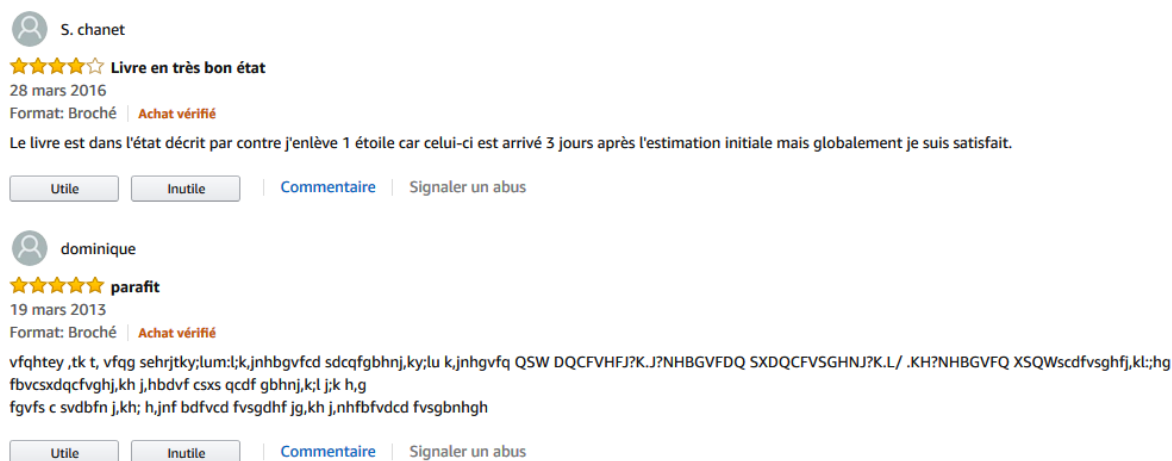 S. chanet
Livre en très bon état
28 mars 2016
Format: Broché | Achat vérifié
Le livre est dans l'état décrit par contre j'enlève 1 étoile car celui-ci est arrivé 3 jours après l'estimation initiale mais globalement je suis satisfait.
Utile Inutile | Commentaire | Signaler un abus
dominique
parafit
19 mars 2013
Format: Broché | Achat vérifié
vfqhtey ,tk t, vfqg sehrjtky;lum:l;k,jnhbgvfcd sdcqfgbhnj,ky;lu k,jnhgvfq QSW DQCFVHFJ?K.J?NHBGVFDQ SXDQCFVSGHNJ?K.L/ .KH?NHBGVFQ XSQWscdfvsghfj,kl:;hg
fbvcsxdqcfvghj,kh j,hbdvf csxs qcdf gbhnj,k;l j;k h,g
fgvfs c svdbfn j,kh; h,jnf bdfvcd fvsgdhf jg,kh j,nhfbfvdcd fvsgbnhgh
Utile Inutile | Commentaire | Signaler un abus